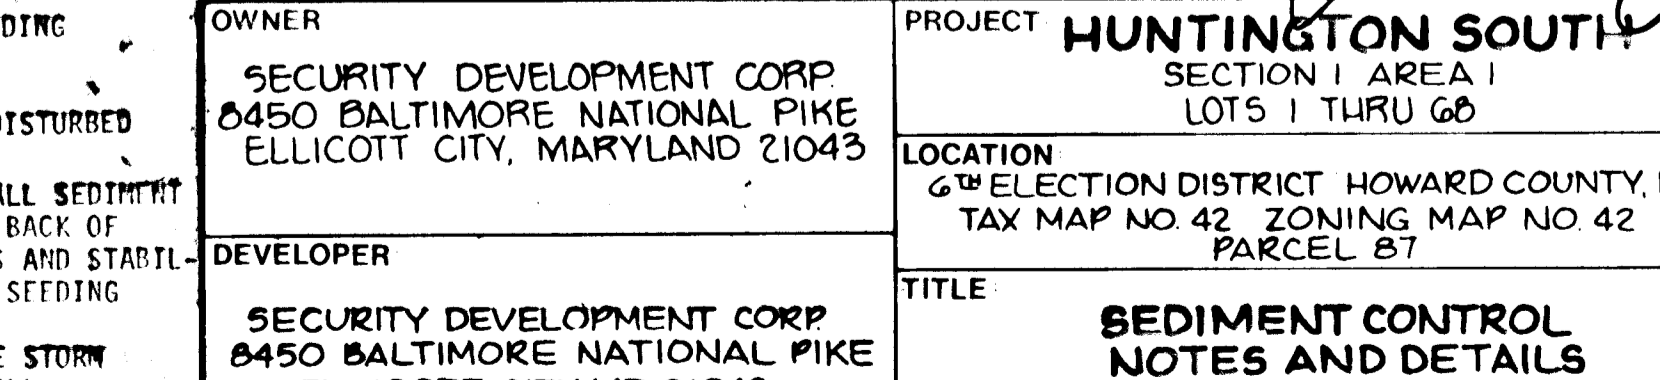 DING
DISTURBED
ALL SEDIMENT
BACK OF
AND STABIL-
SEEDING
STORM
OWNER
SECURITY DEVELOPMENT CORP.
8450 BALTIMORE NATIONAL PIKE
ELLICOTT CITY, MARYLAND 21043
DEVELOPER
SECURITY DEVELOPMENT CORP.
8450 BALTIMORE NATIONAL PIKE
PROJECT
HUNTINGTON SOUTH
SECTION 1 AREA 1
LOTS 1 THRU 68
LOCATION
6TH ELECTION DISTRICT HOWARD COUNTY,
TAX MAP NO. 42 ZONING MAP NO. 42
PARCEL 87
TITLE
SEDIMENT CONTROL
NOTES AND DETAILS